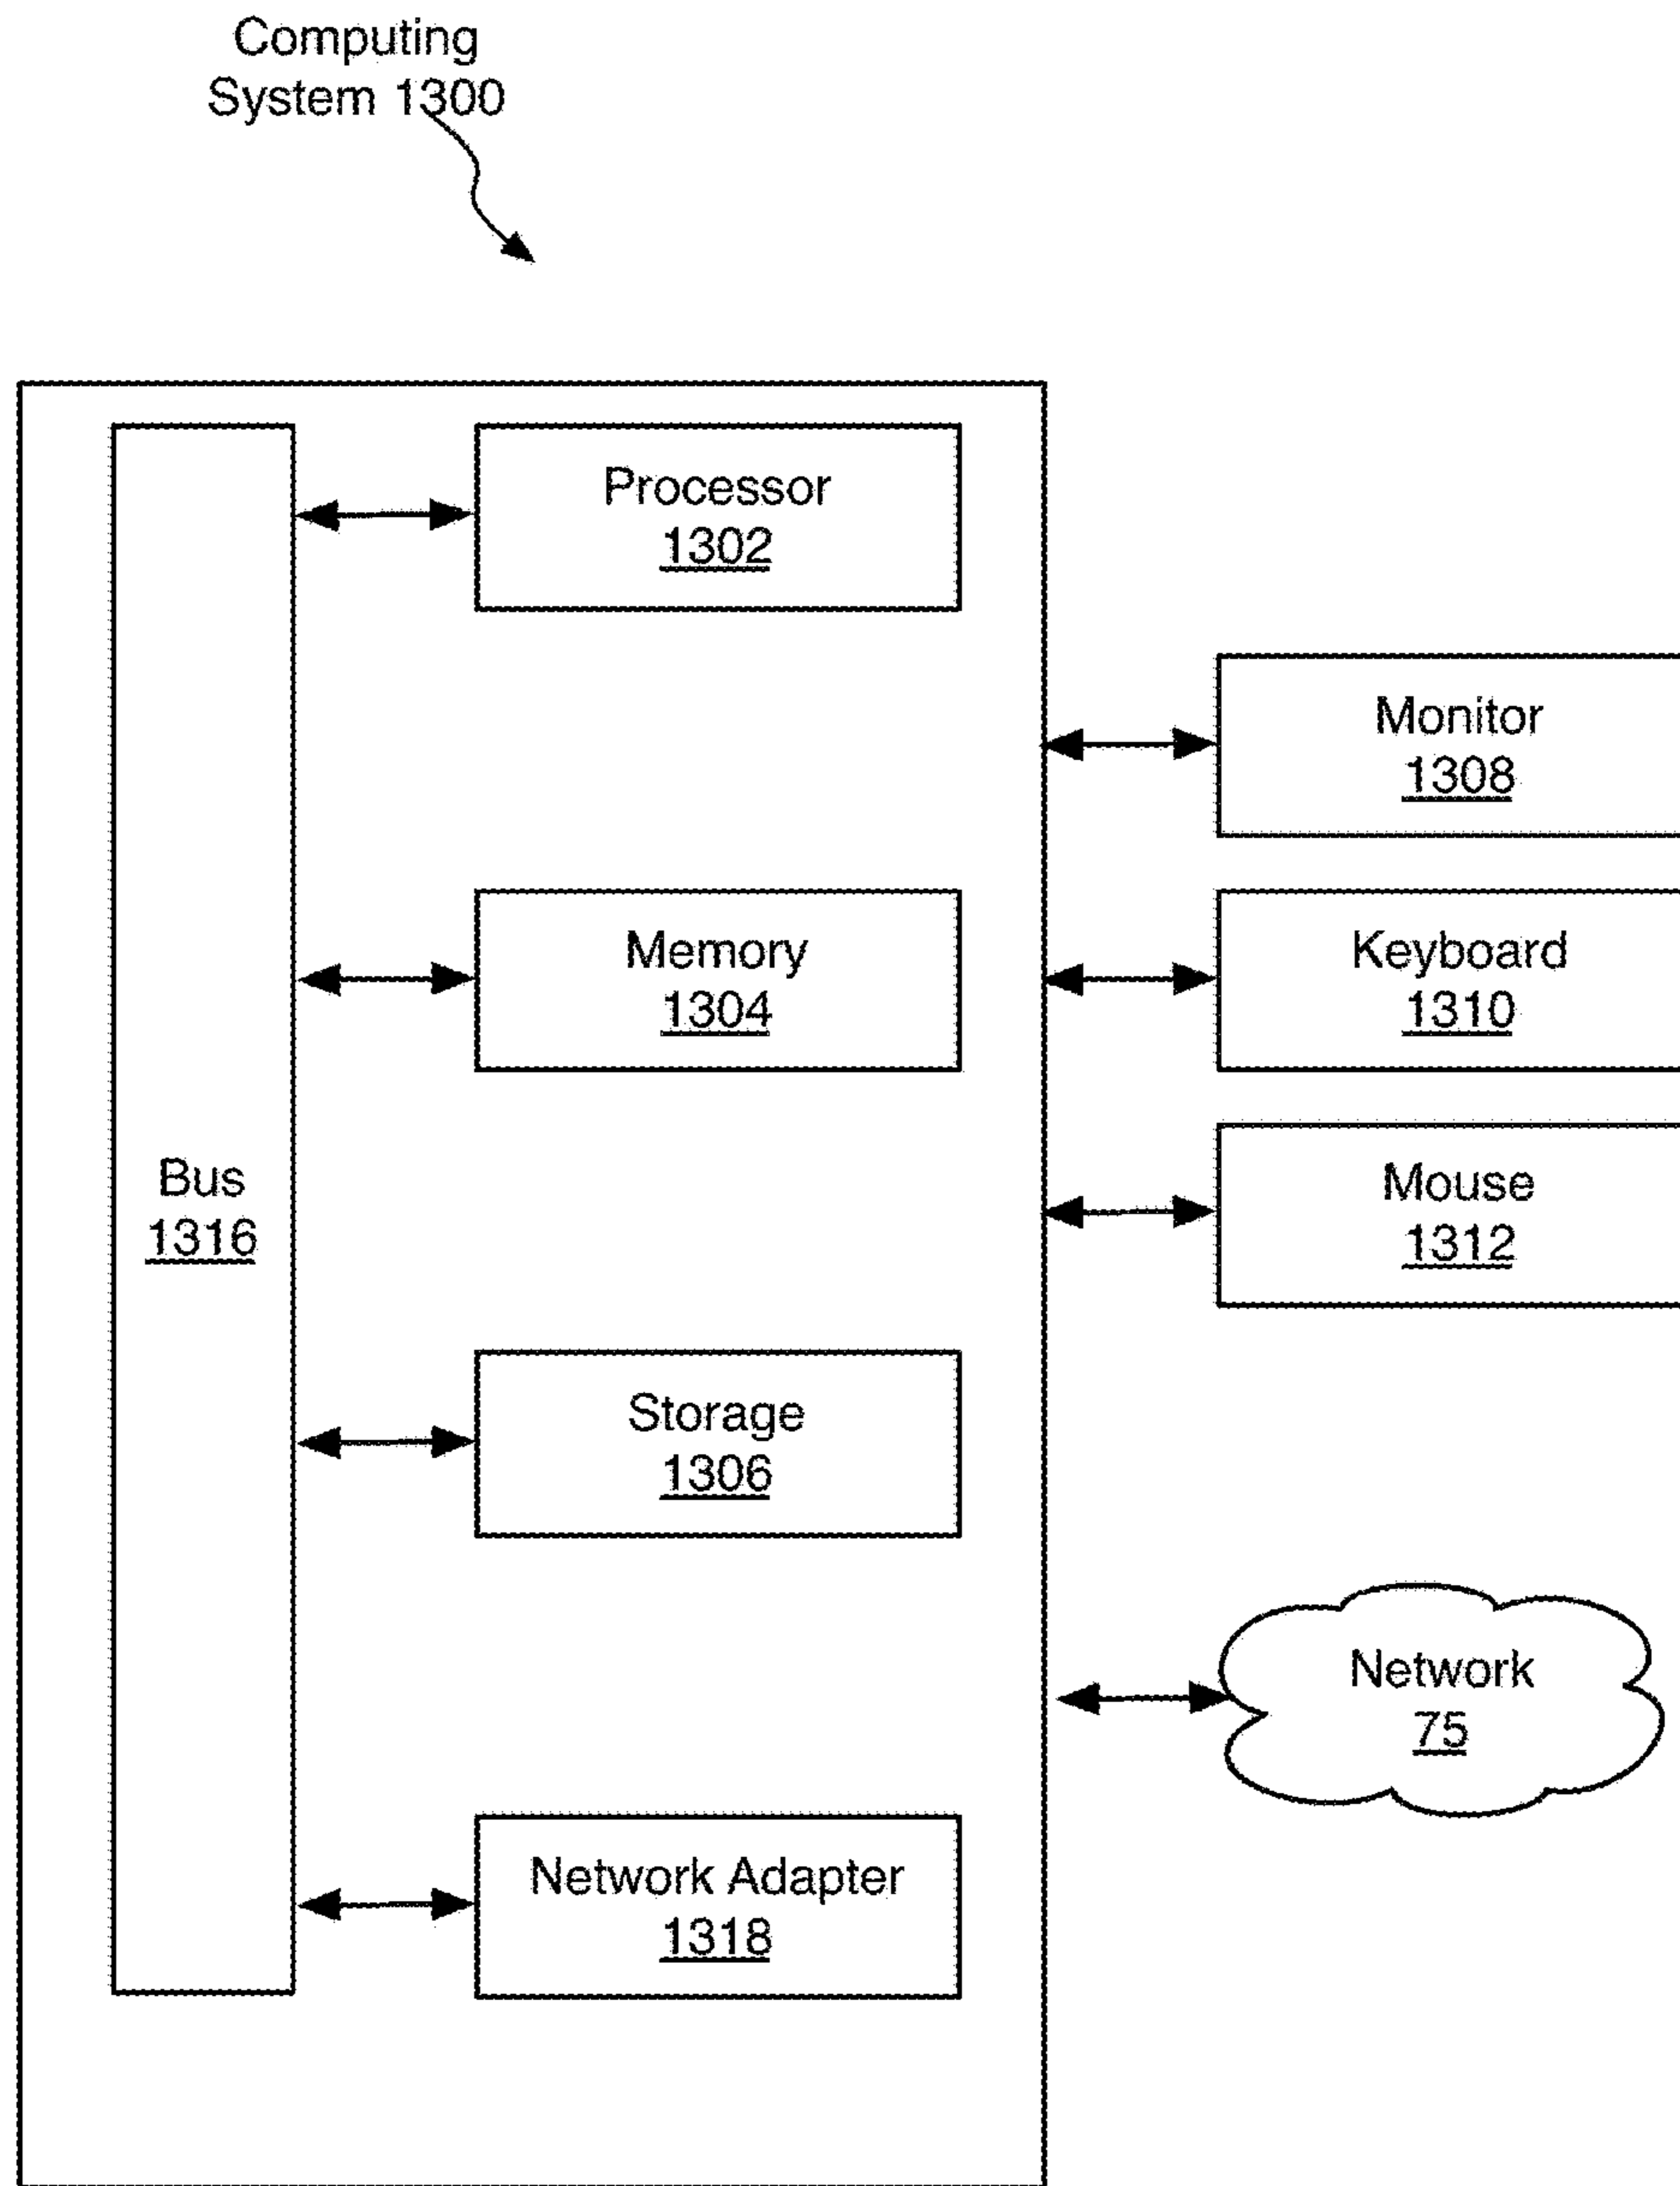 Computing
System 1300
Processor
1302
Monitor
1308
Memory
1304
Keyboard
1310
Bus
1316
Mouse
1312
Storage
1306
Network
75
Network Adapter
1318